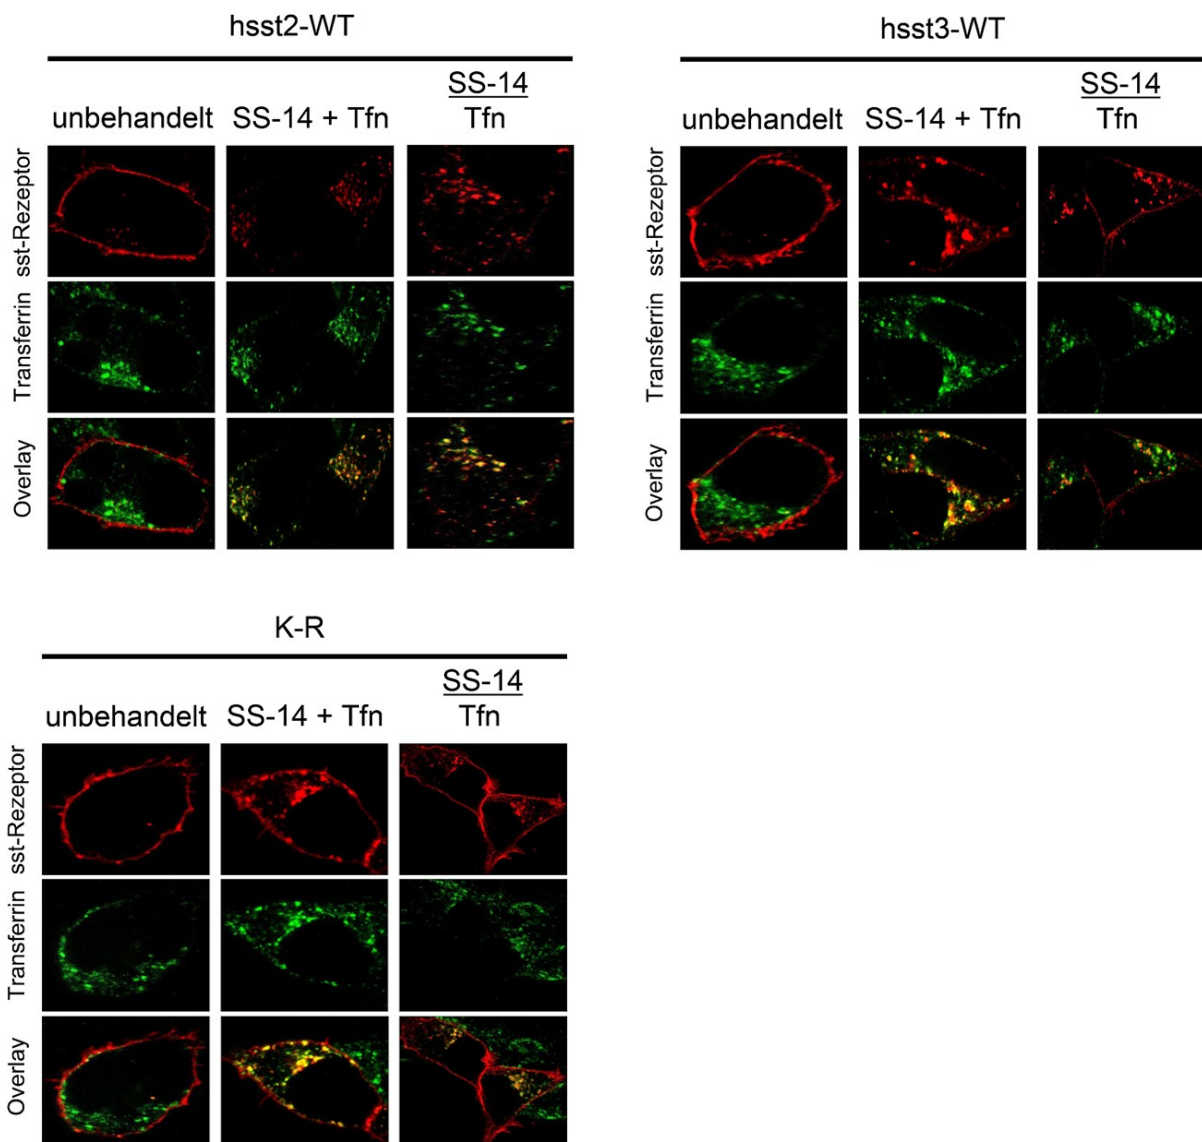 hsst2-WT
unbehandelt
SS-14 + Tfn
SS-14
Tfn
sst-Rezeptor
Transferrin
Overlay
hsst3-WT
unbehandelt
SS-14 + Tfn
SS-14
Tfn
sst-Rezeptor
Transferrin
Overlay
K-R
unbehandelt
SS-14 + Tfn
SS-14
Tfn
sst-Rezeptor
Transferrin
Overlay